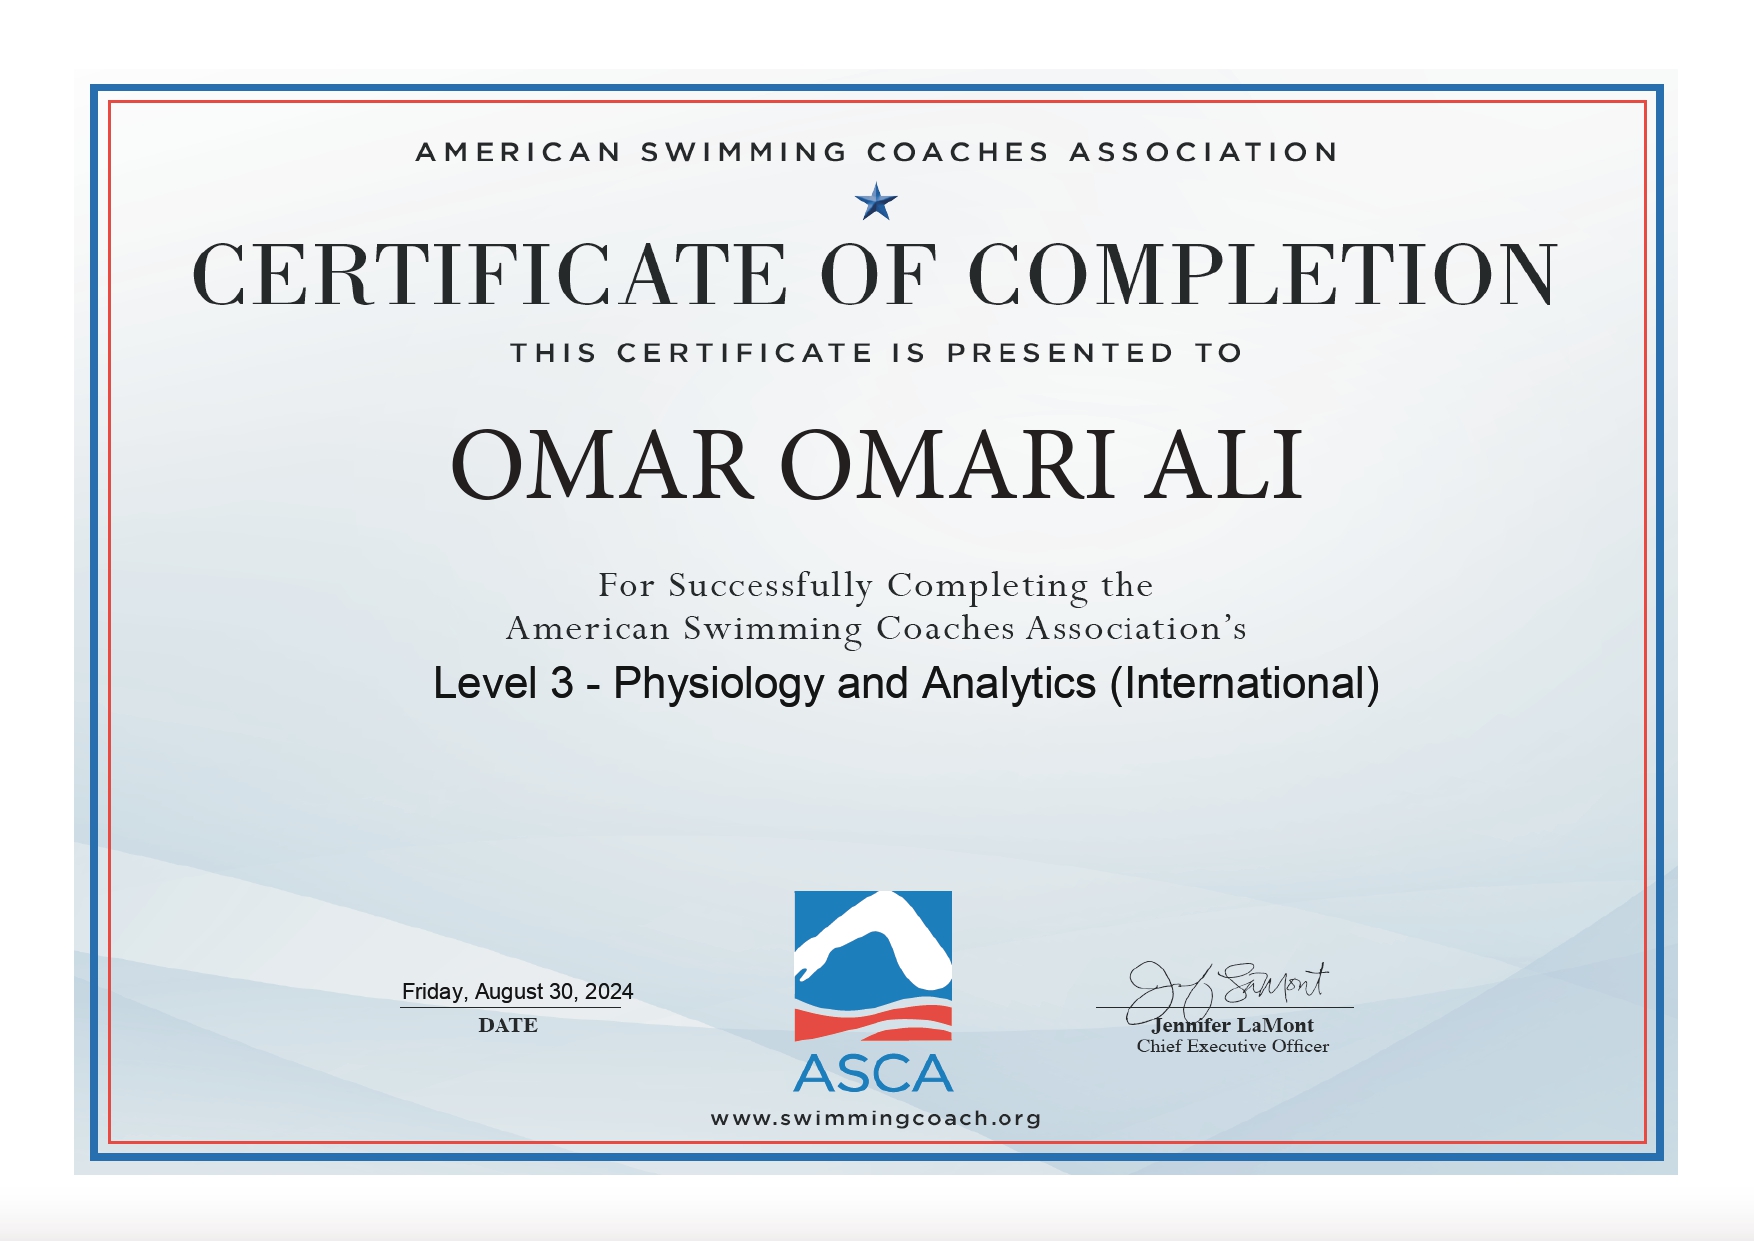 AMERICAN SWIMMING COACHES ASSOCIATION
CERTIFICATE OF COMPLETION
THIS CERTIFICATE IS PRESENTED TO
OMAR OMARI ALI
For Successfully Completing the
American Swimming Coaches Association’s
Level 3 - Physiology and Analytics (International)
Friday, August 30, 2024
DATE
ASCA
www.swimmingcoach.org
Jennifer LaMont
Jennifer LaMont
Chief Executive Officer